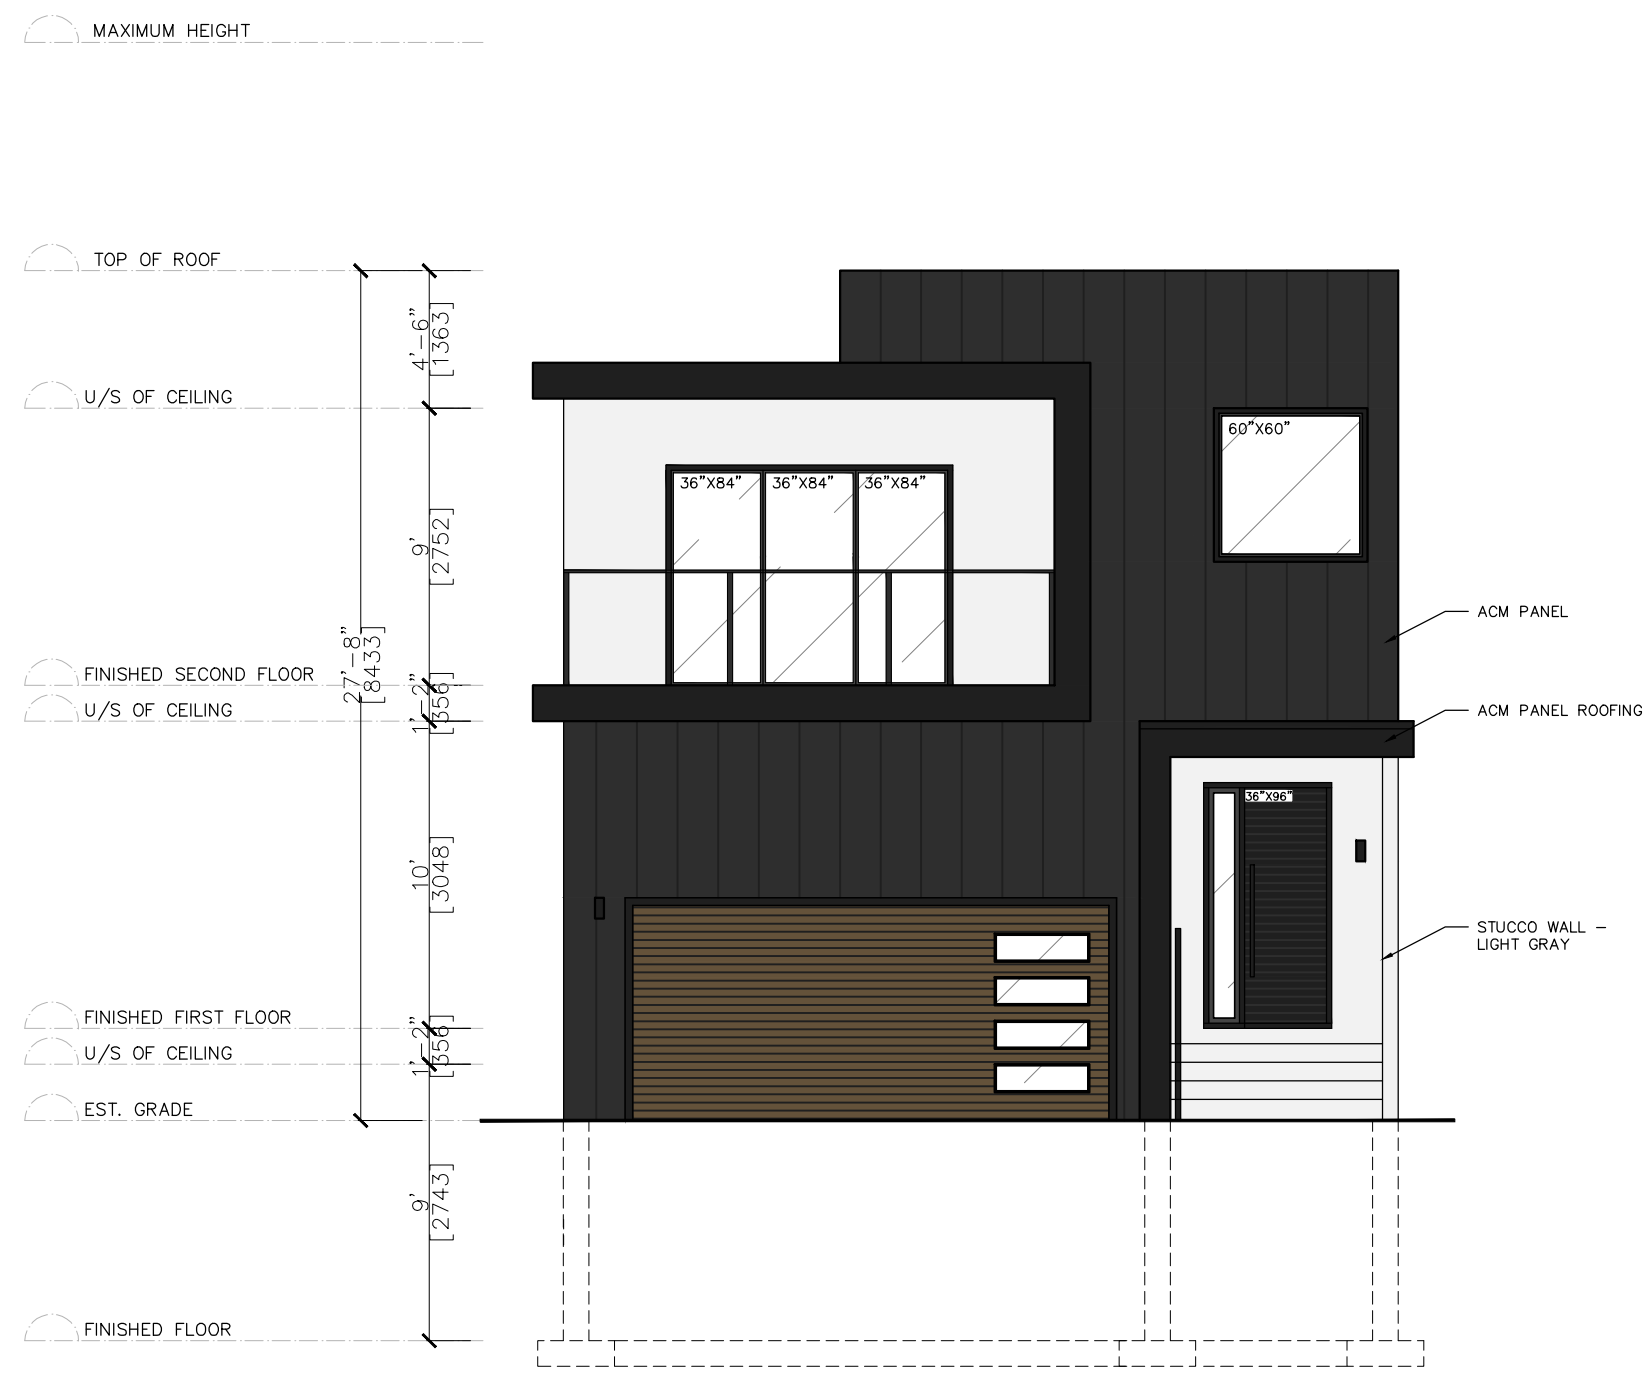 MAXIMUM HEIGHT
TOP OF ROOF
4'-6"
[1363]
U/S OF CEILING
60"X60"
36"X84" 36"X84" 36"X84"
9'
[2752]
ACM PANEL
27'-8"
[8433]
FINISHED SECOND FLOOR
1'-2"
[356]
U/S OF CEILING
ACM PANEL ROOFING
36"X96"
10'
[3048]
STUCCO WALL –
LIGHT GRAY
FINISHED FIRST FLOOR
1'-2"
[356]
U/S OF CEILING
EST. GRADE
9'
[2743]
FINISHED FLOOR